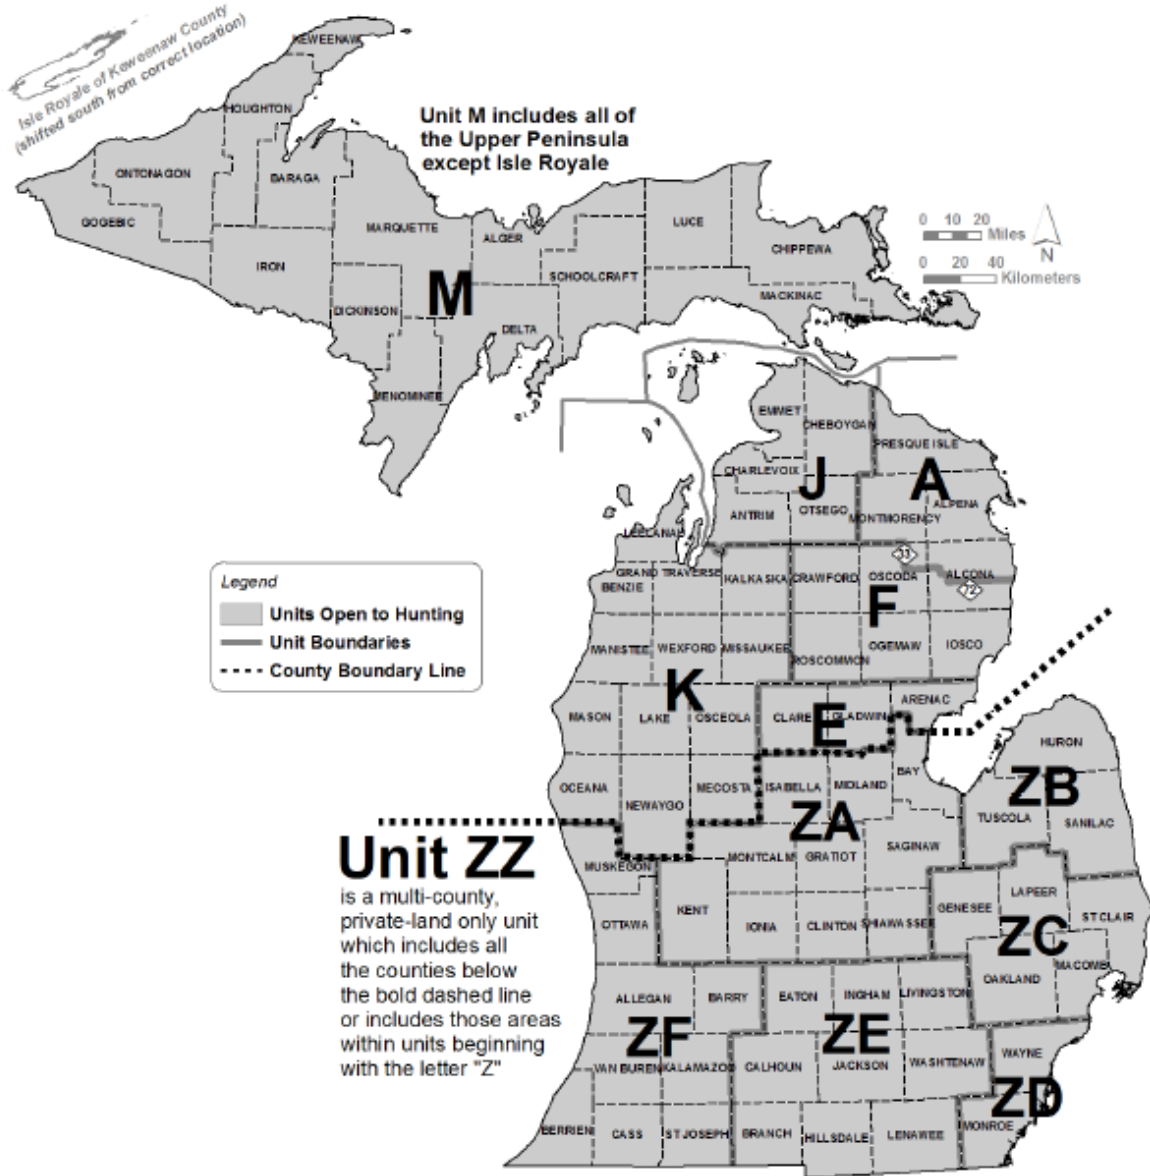 Isle Royale of Keweenaw County
(shifted south from correct location)
KEWEENAW
HOUGHTON
Unit M includes all of
the Upper Peninsula
except Isle Royale
ONTONAGON
BARAGA
GOGEBIC
MARQUETTE
ALGER
LUCE
CHIPPEWA
0 10 20
Miles
N
0 20 40
Kilometers
IRON
SCHOOLCRAFT
M
DICKINSON
MACKINAC
DELTA
MENOMINEE
EMMET
CHEBOYGAN
PRESQUE ISLE
CHARLEVOIX
J
A
ANTRIM
OTSEGO
MONTMORENCY
ALPENA
LEELANAU
33
GRAND TRAVERSE
BENZIE
KALKASKA
CRAWFORD
OSCODA
ALCONA
72
F
Legend
Units Open to Hunting
Unit Boundaries
County Boundary Line
MANISTEE
WEXFORD
MISSAUKEE
ROSCOMMON
OGEMAW
IOSCO
K
MASON
LAKE
OSCEOLA
CLARE
GLADWIN
ARENAC
E
HURON
OCEANA
NEWAYGO
MECOSTA
ISABELLA
MIDLAND
BAY
ZB
TUSCOLA
SANILAC
ZA
Unit ZZ
is a multi-county,
private-land only unit
which includes all
the counties below
the bold dashed line
or includes those areas
within units beginning
with the letter "Z"
MUSKEGON
MONTCALM
GRATIOT
SAGINAW
LAPEER
KENT
GENESEE
ST CLAIR
OTTAWA
IONIA
CLINTON
SHIAWASSEE
ZC
MACOMB
OAKLAND
ALLEGAN
BARRY
EATON
INGHAM
LIVINGSTON
ZF
ZE
VAN BUREN
KALAMAZOO
CALHOUN
JACKSON
WASHTENAW
WAYNE
ZD
BERRIEN
CASS
ST JOSEPH
BRANCH
HILLSDALE
LENAWEE
MONROE